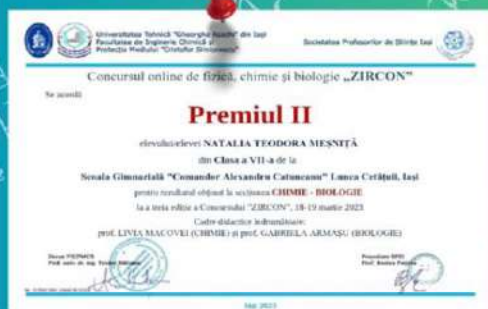 Universitatea Tehnică "Gheorghe Asachi" din Iași
Facultatea de Inginerie Chimică și
Protecția Mediului "Cristofor Simionescu"
Societatea Profesorilor de Științe Iași
Concursul online de fizică, chimie și biologie „ZIRCON”
Se acordă
Premiul II
elevului/elevei NATALIA TEODORA MEȘNIȚĂ
din Clasa a VII-a de la
Școala Gimnazială "Comandor Alexandru Catuneanu" Lunca Cetățuii, Iași
pentru rezultatul obținut la secțiunea CHIMIE - BIOLOGIE
la a treia ediție a Concursului "ZIRCON", 18-19 martie 2023
Cadre didactice îndrumătoare:
prof. LIVIA MACOVEI (CHIMIE) și prof. GABRIELA ARMAȘU (BIOLOGIE)
Iași 2023